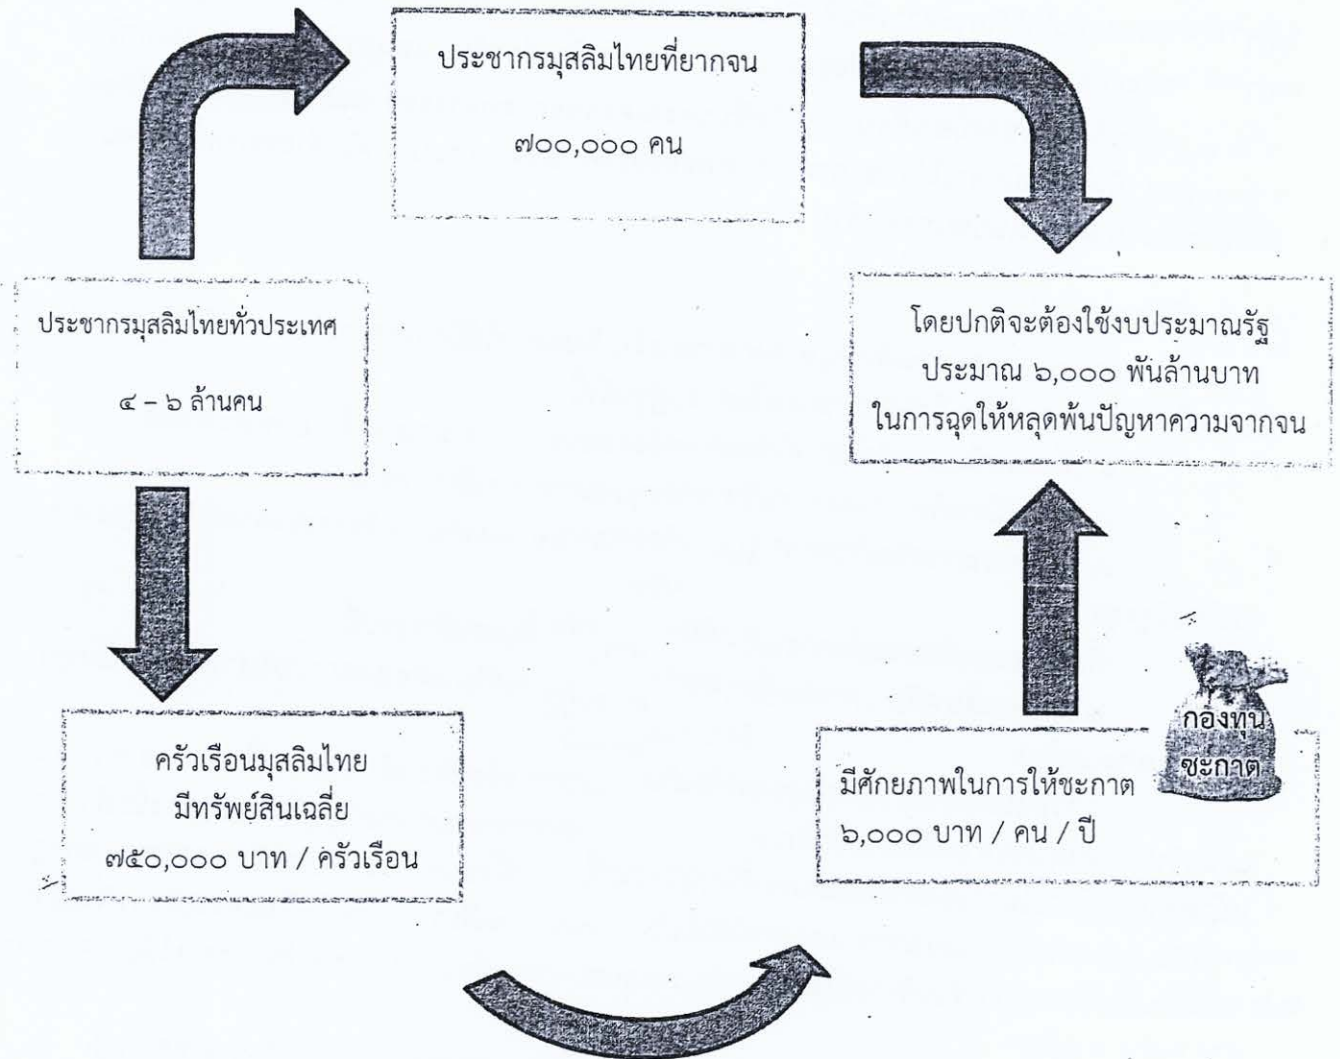 ประชากรมุสลิมไทยที่ยากจน
๗๐๐,๐๐๐ คน
ประชากรมุสลิมไทยทั่วประเทศ
๔ – ๖ ล้านคน
โดยปกติจะต้องใช้งบประมาณรัฐ
ประมาณ ๖,๐๐๐ พันล้านบาท
ในการฉุดให้หลุดพ้นปัญหาความจากจน
ครัวเรือนมุสลิมไทย
มีทรัพย์สินเฉลี่ย
๗๕๐,๐๐๐ บาท / ครัวเรือน
กองทุน
ซะกาต
มีศักยภาพในการให้ซะกาต
๖,๐๐๐ บาท / คน / ปี